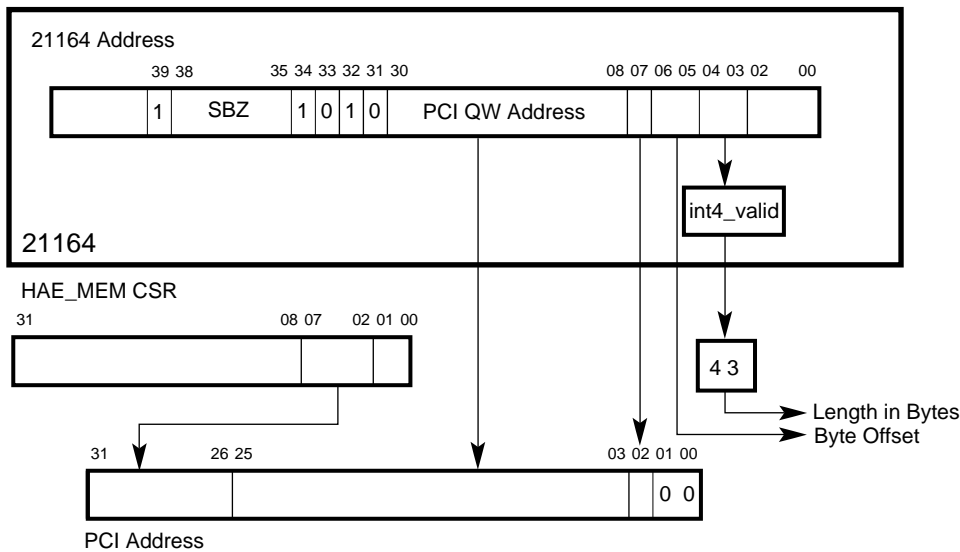 21164 Address
39 38 35 34 33 32 31 30 08 07 06 05 04 03 02 00
1 SBZ 1 0 1 0 PCI QW Address
int4_valid
21164
HAE_MEM CSR
31 08 07 02 01 00
4 3
Length in Bytes
Byte Offset
31 26 25 03 02 01 00
0 0
PCI Address